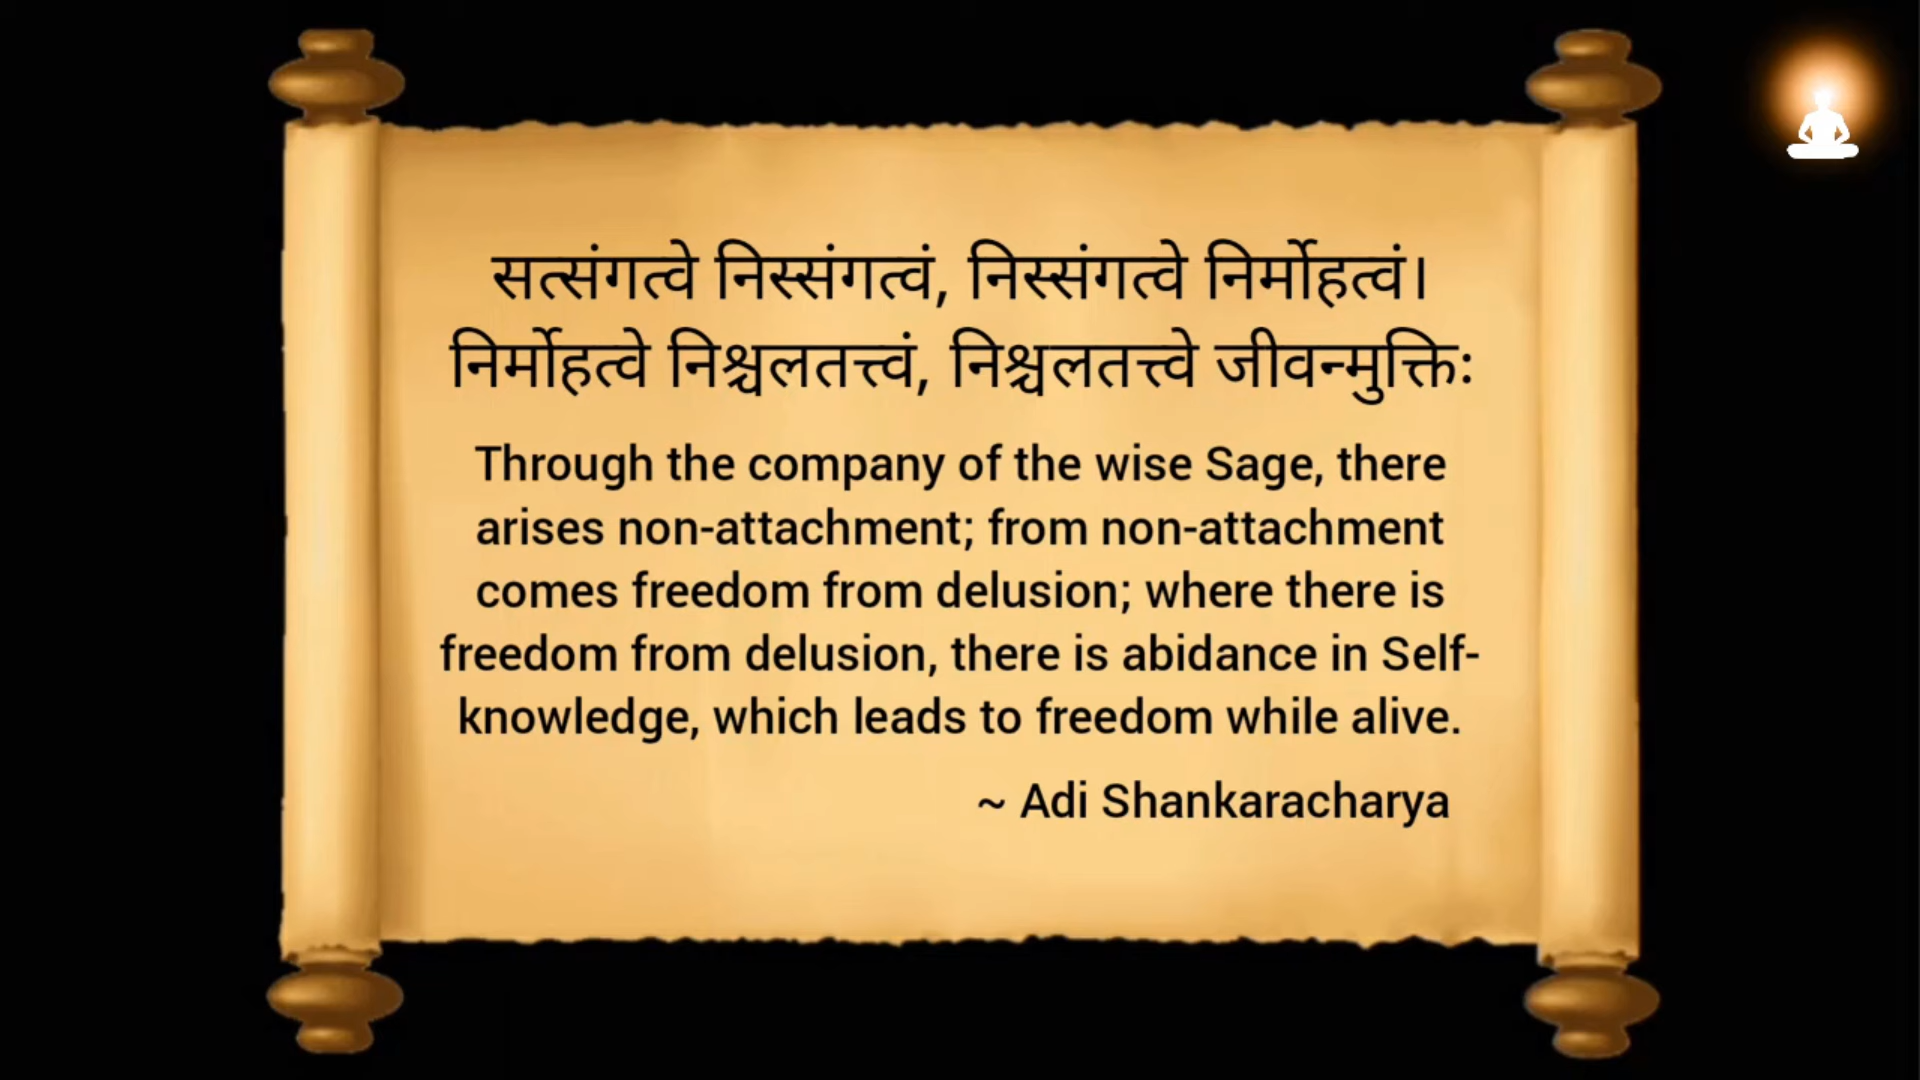 सत्संगत्वे निस्संगत्वं, निस्संगत्वे निर्मोहत्वं।
निर्मोहत्वे निश्चलतत्त्वं, निश्चलतत्त्वे जीवन्मुक्तिः
Through the company of the wise Sage, there
arises non-attachment; from non-attachment
comes freedom from delusion; where there is
freedom from delusion, there is abidance in Self-
knowledge, which leads to freedom while alive.
~ Adi Shankaracharya